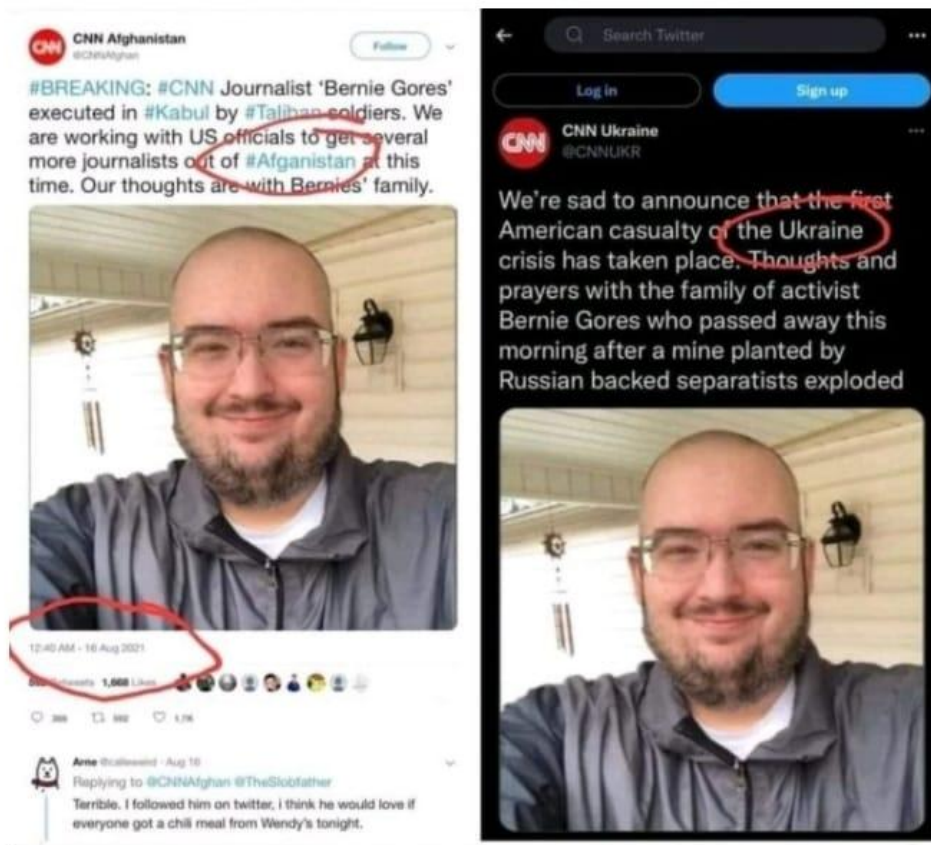 CNN
CNN Afghanistan
@CNNAfghan
Follow
#BREAKING: #CNN Journalist ‘Bernie Gores’
executed in #Kabul by #Taliban soldiers. We
are working with US officials to get several
more journalists out of #Afganistan at this
time. Our thoughts are with Bernies’ family.
12:40 AM - 16 Aug 2021
Retweets 1,668 Likes
Arne · Aug 16
Replying to @CNNAfghan @TheSlobfather
Terrible. I followed him on twitter, i think he would love if
everyone got a chili meal from Wendy's tonight.
Search Twitter
Log in
Sign up
CNN
CNN Ukraine
@CNNUKR
We’re sad to announce that the first
American casualty of the Ukraine
crisis has taken place. Thoughts and
prayers with the family of activist
Bernie Gores who passed away this
morning after a mine planted by
Russian backed separatists exploded